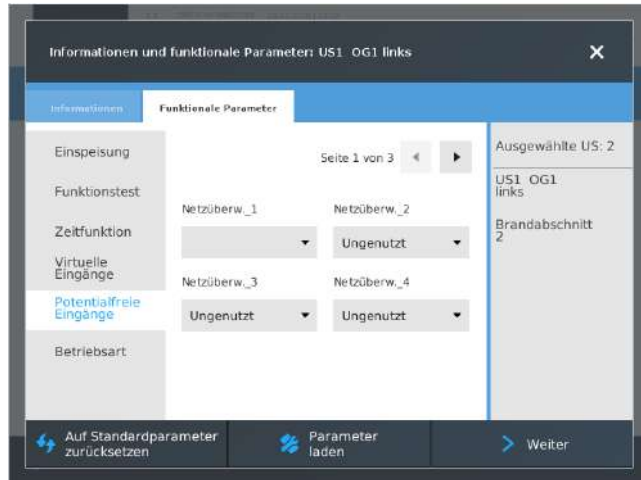 Informationen und funktionale Parameter: US1 OG1 links
Informationen
Funktionale Parameter
Einspeisung
Funktionstest
Zeitfunktion
Virtuelle
Eingänge
Potentialfreie
Eingänge
Betriebsart
Seite 1 von 3
Netzüberw._1
Netzüberw._2
Ungenutzt
Netzüberw._3
Netzüberw._4
Ungenutzt
Ungenutzt
Ausgewählte US: 2
US1 OG1
links
Brandabschnitt
2
Auf Standardparameter
zurücksetzen
Parameter
laden
Weiter